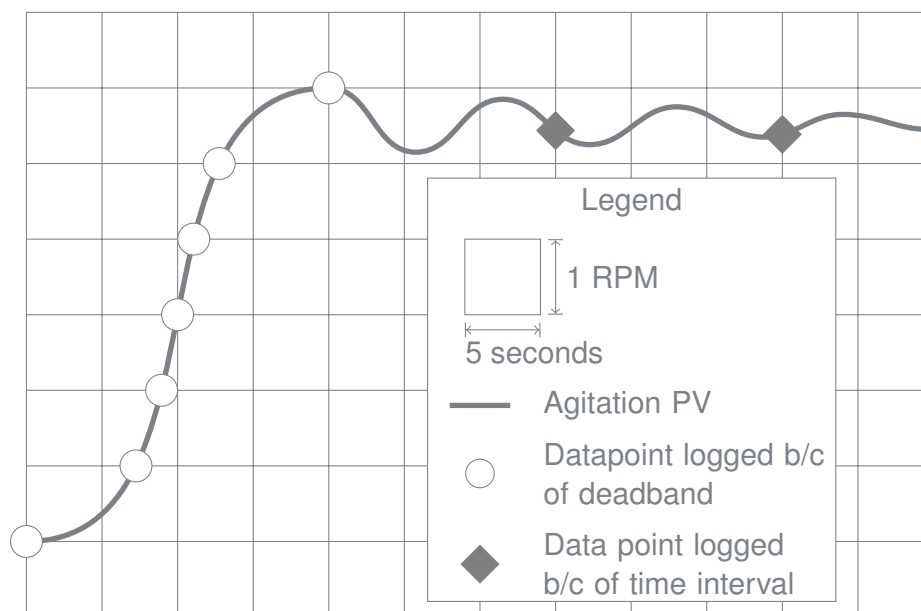 Legend
1 RPM
5 seconds
Agitation PV
Datapoint logged b/c
of deadband
Data point logged
b/c of time interval